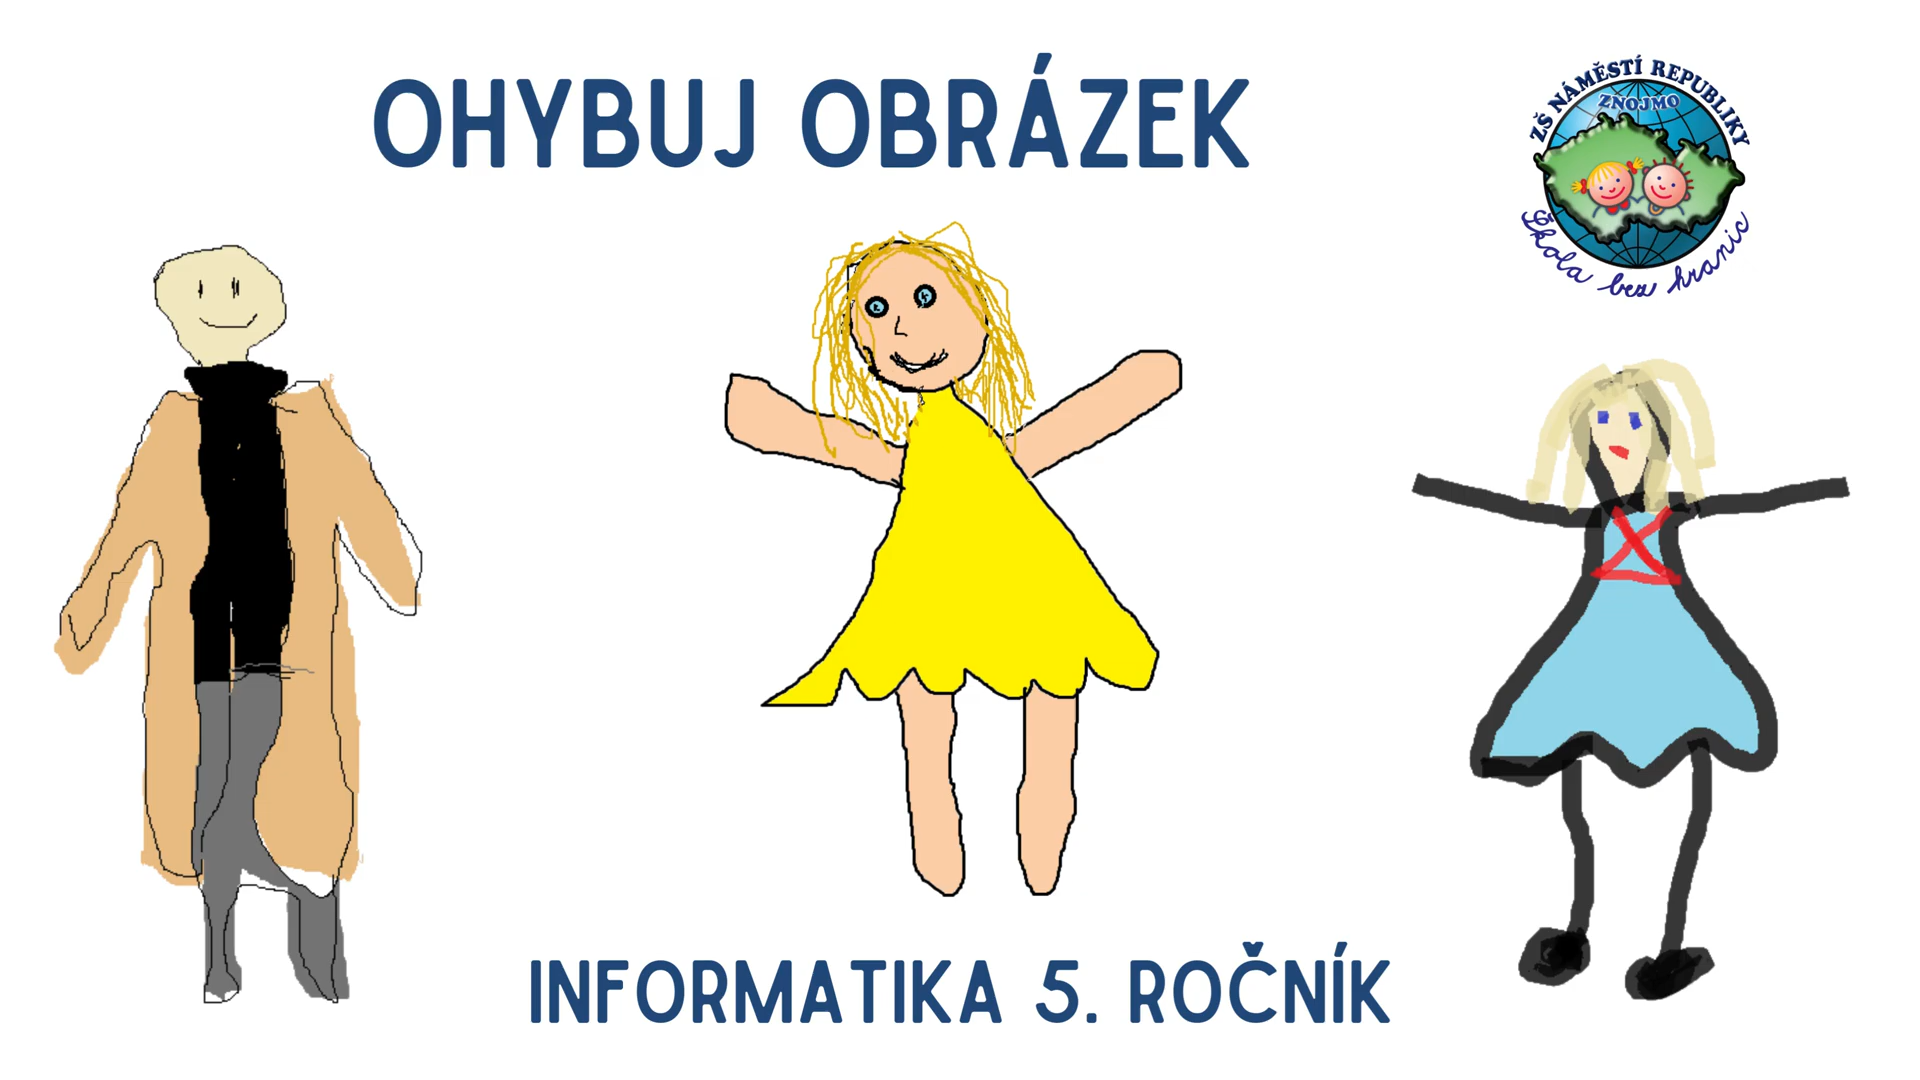 OHYBUJ OBRÁZEK
ZŠ NÁMĚSTÍ REPUBLIKY
ZNOJMO
Škola bez hranic
INFORMATIKA 5. ROČNÍK